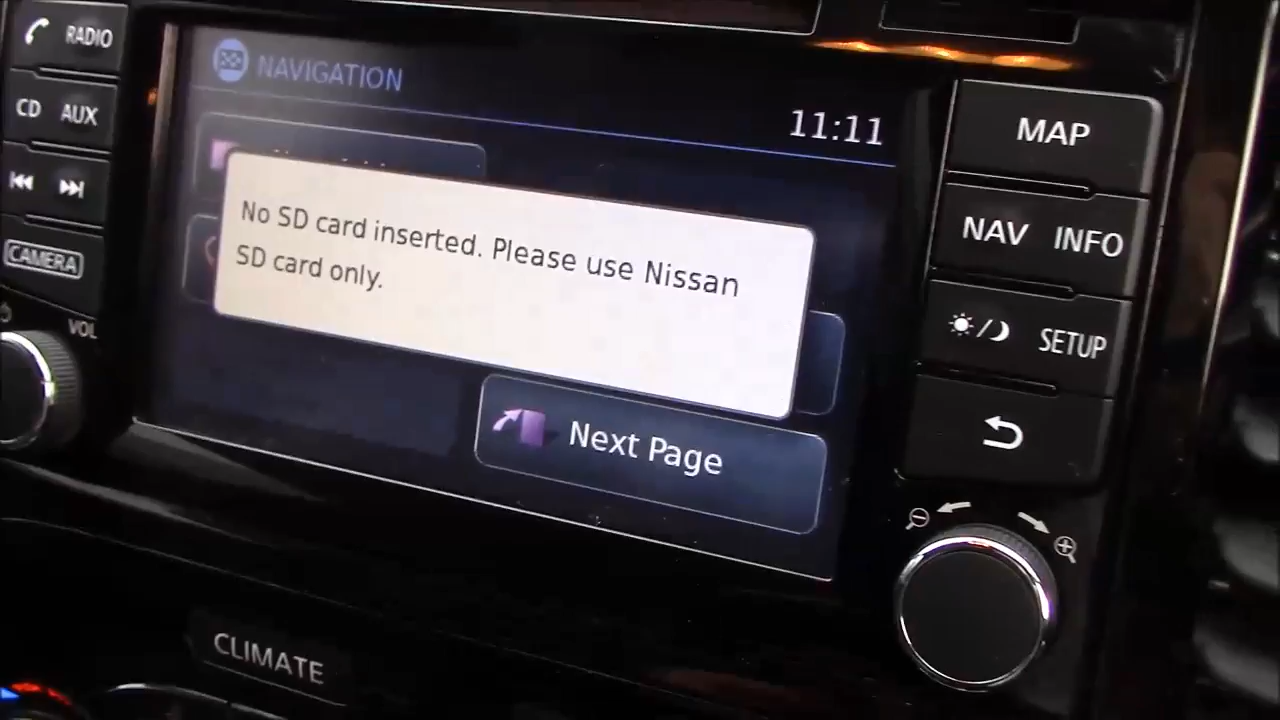 RADIO
CD AUX
CAMERA
VOL
NAVIGATION
11:11
No SD card inserted. Please use Nissan
SD card only.
Next Page
MAP
NAV INFO
SETUP
CLIMATE